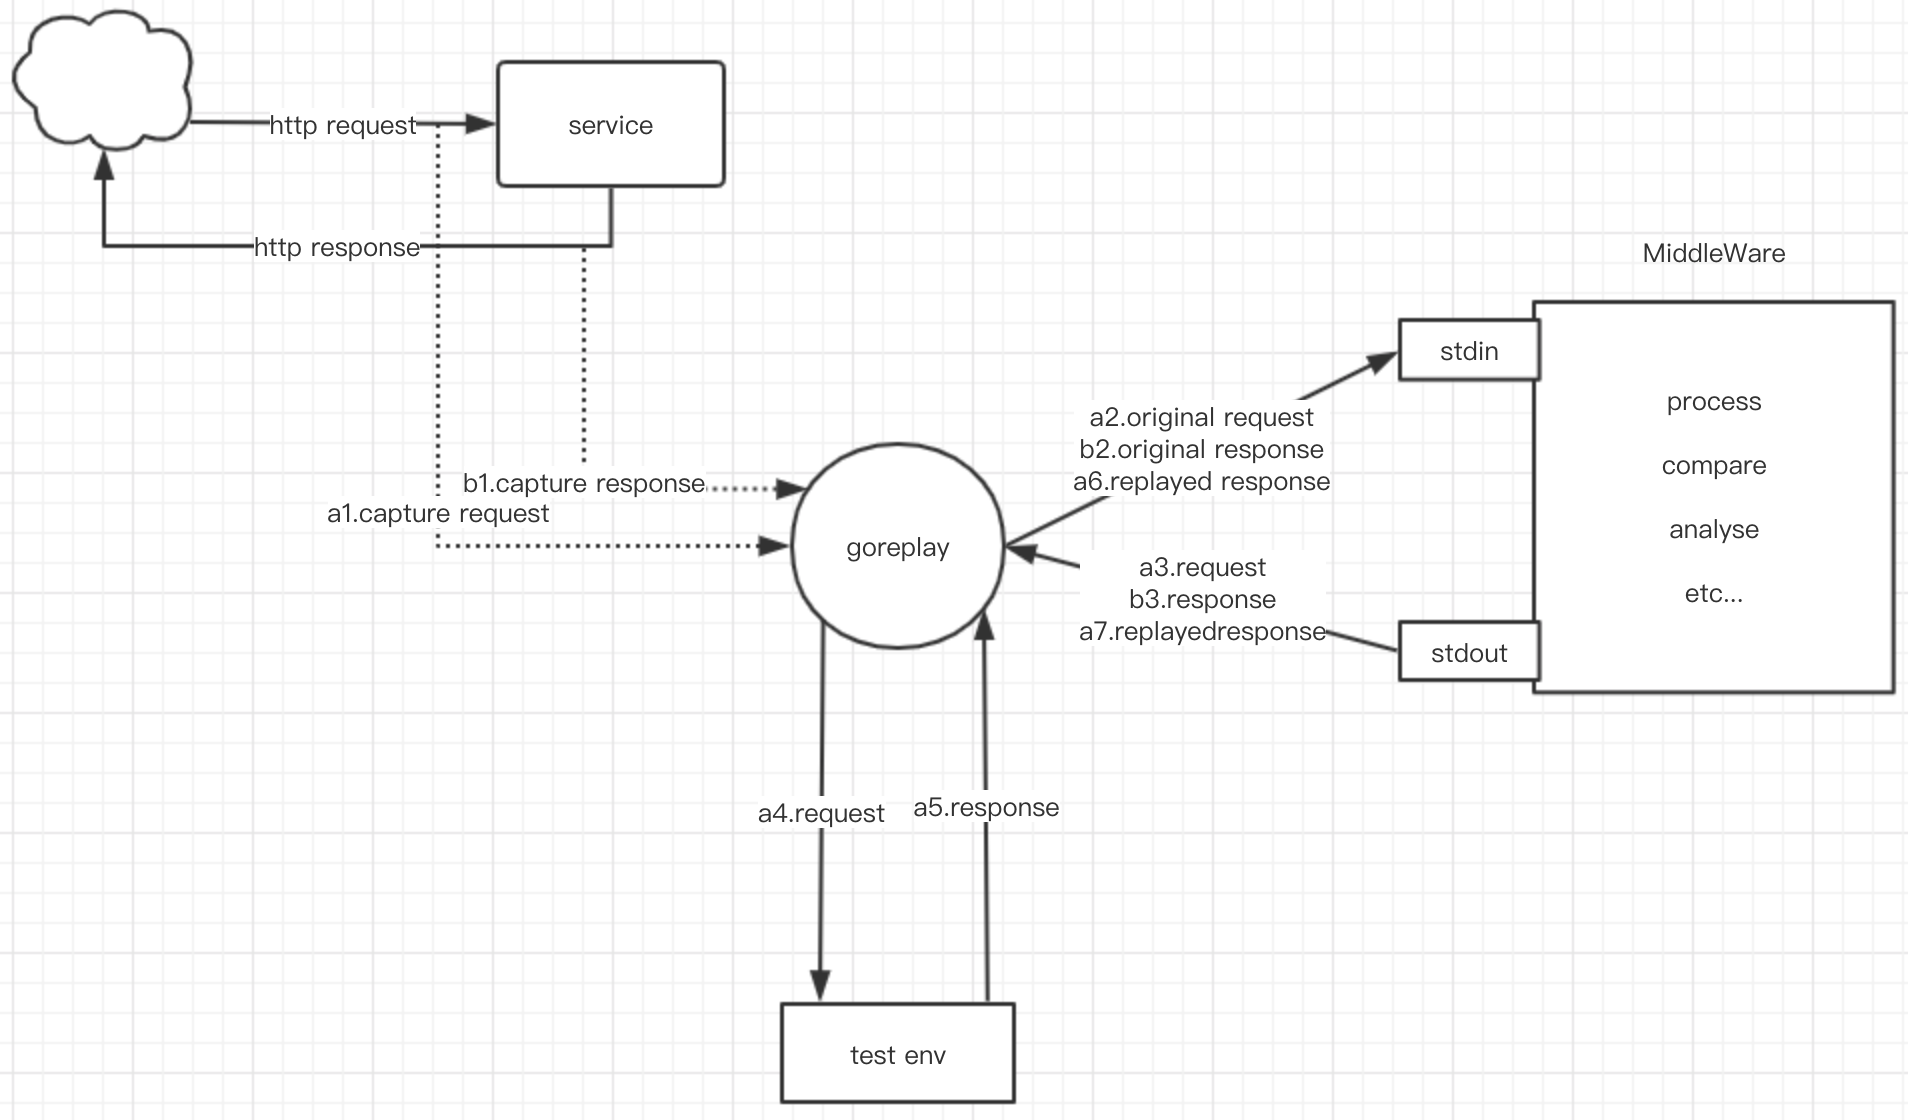 http request
service
http response
MiddleWare
stdin
process
a2.original request
b2.original response
compare
a6.replayed response
b1.capture response
a1.capture request
analyse
goreplay
a3.request
etc...
b3.response
a7.replayedresponse
stdout
a4.request
a5.response
test env